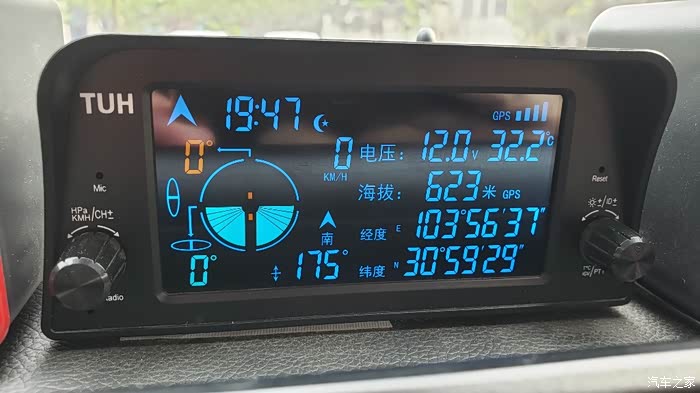 TUH
19:47
GPS
0°
0 KM/H
电压: 12.0 V 32.2 °C
Mic
Reset
海拔: 623 米 GPS
HPa
KMH/CH±
南
经度 E 103°56'37"
0°
175°
纬度 N 30°59'29"
汽车之家